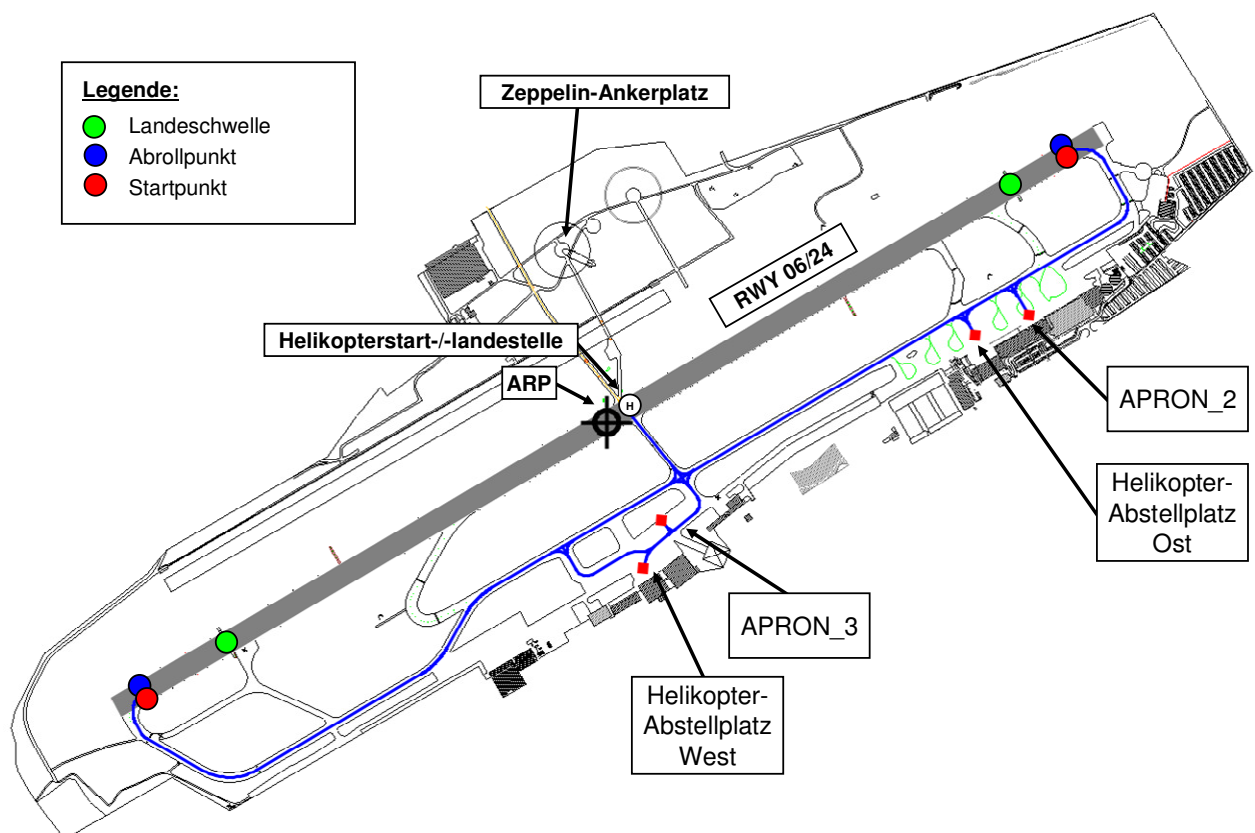 Legende:
Landeschwelle
Abrollpunkt
Startpunkt
Zeppelin-Ankerplatz
RWY 06/24
Helikopterstart-/-landestelle
ARP
H
APRON_2
Helikopter-
Abstellplatz
Ost
APRON_3
Helikopter-
Abstellplatz
West